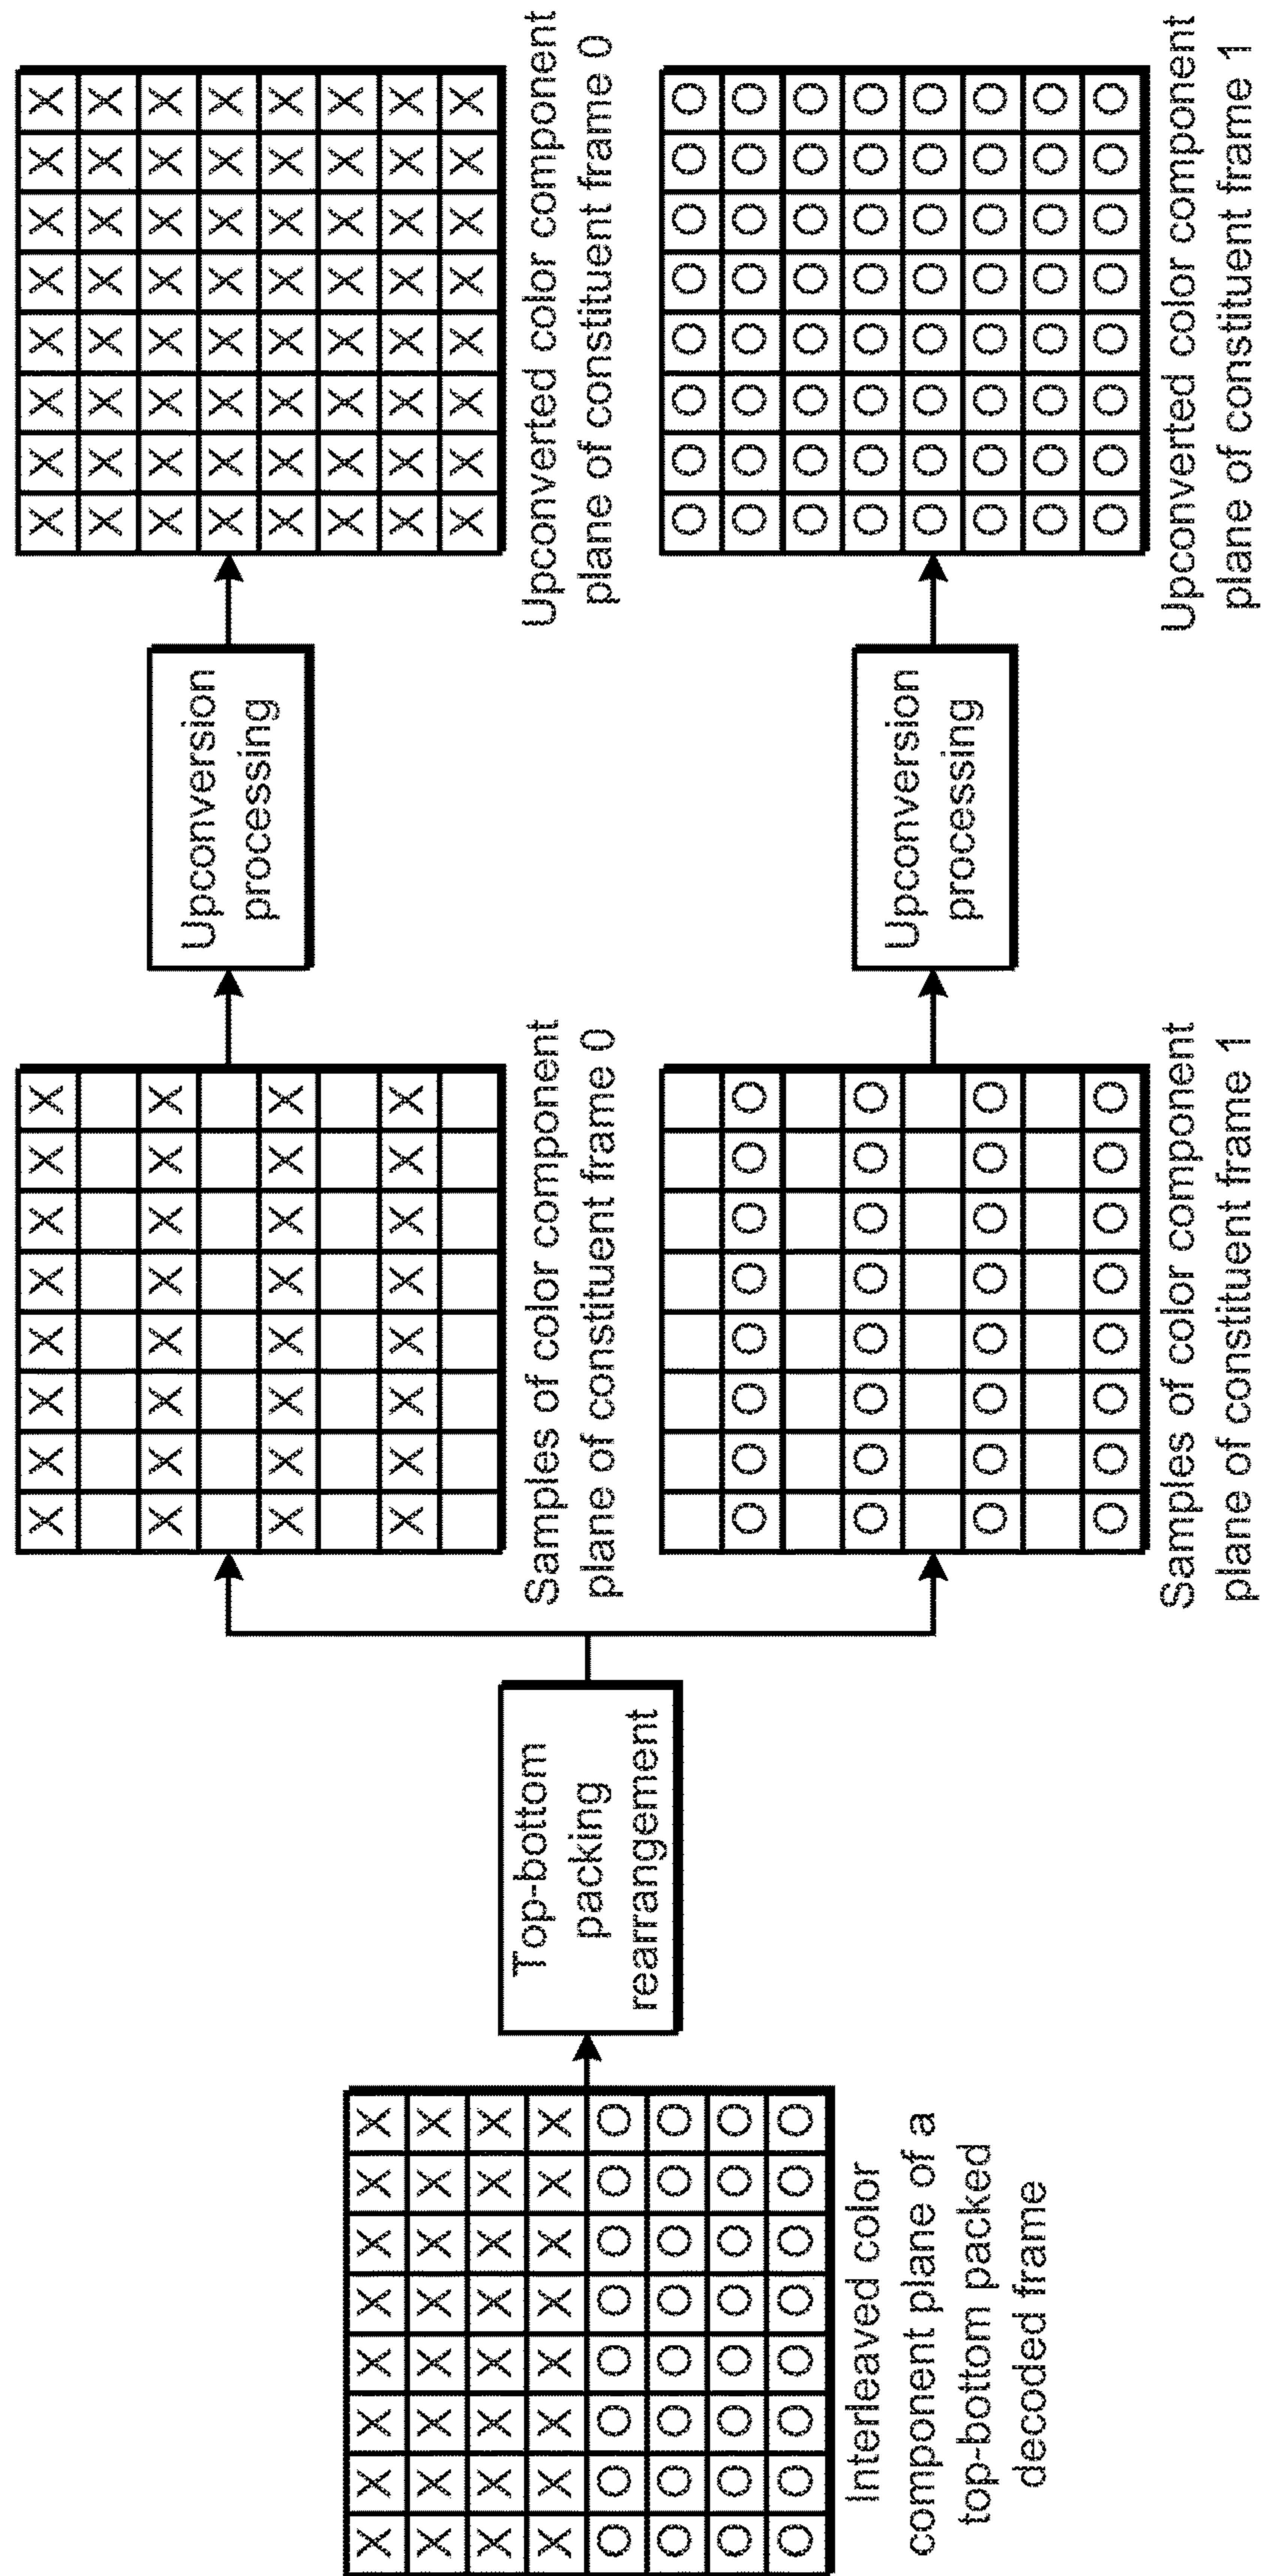 X X X X X X X X
X X X X X X X X
X X X X X X X X
X X X X X X X X
O O O O O O O O
O O O O O O O O
O O O O O O O O
O O O O O O O O
Interleaved color
component plane of a
top-bottom packed
decoded frame
Top-bottom
packing
rearrangement
X X X X X X X X
X X X X X X X X
X X X X X X X X
X X X X X X X X
Samples of color component
plane of constituent frame 0
Upconversion
processing
X X X X X X X X
X X X X X X X X
X X X X X X X X
X X X X X X X X
X X X X X X X X
X X X X X X X X
X X X X X X X X
X X X X X X X X
Upconverted color component
plane of constituent frame 0
O O O O O O O O
O O O O O O O O
O O O O O O O O
O O O O O O O O
Samples of color component
plane of constituent frame 1
Upconversion
processing
O O O O O O O O
O O O O O O O O
O O O O O O O O
O O O O O O O O
O O O O O O O O
O O O O O O O O
O O O O O O O O
O O O O O O O O
Upconverted color component
plane of constituent frame 1